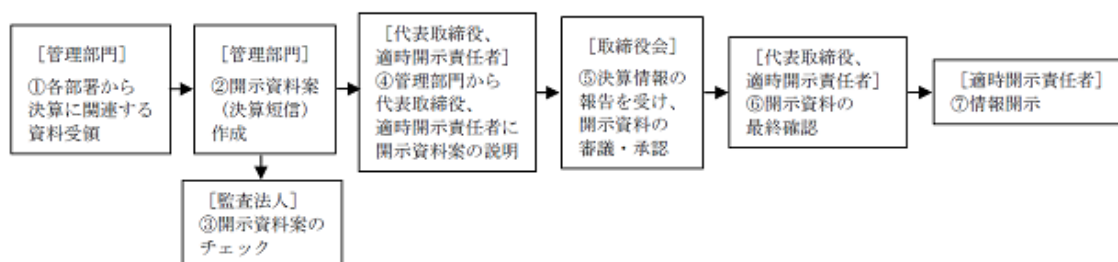 [管理部門]
①各部署から
決算に関連する
資料受領
[管理部門]
②開示資料案
(決算短信)
作成
[監査法人]
③開示資料案の
チェック
[代表取締役、
適時開示責任者]
④管理部門から
代表取締役、
適時開示責任者に
開示資料案の説明
[取締役会]
⑤決算情報の
報告を受け、
開示資料の
審議・承認
[代表取締役、
適時開示責任者]
⑥開示資料の
最終確認
[適時開示責任者]
⑦情報開示